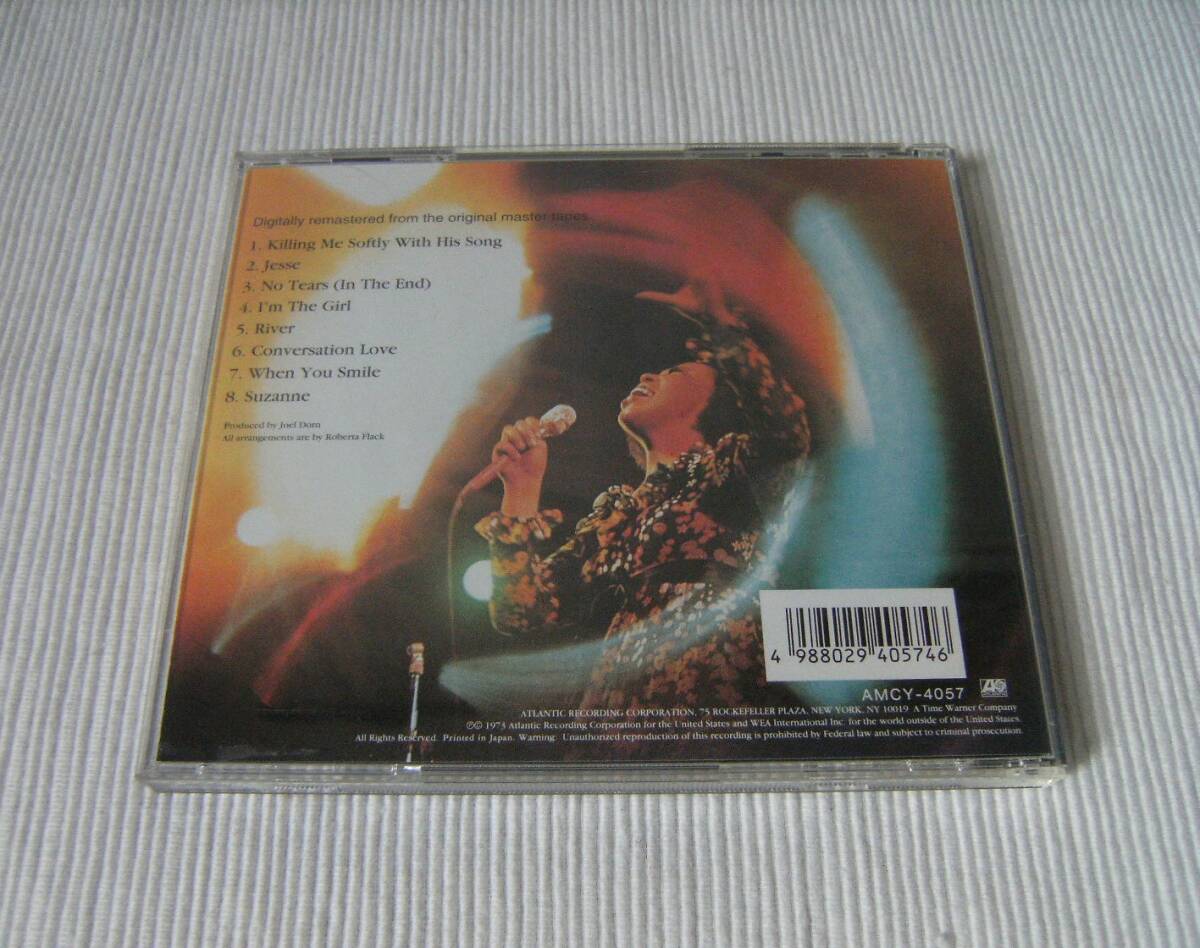 Digitally remastered from the original master tapes
1. Killing Me Softly With His Song
2. Jesse
3. No Tears (In The End)
4. I'm The Girl
5. River
6. Conversation Love
7. When You Smile
8. Suzanne
Produced by Joel Dorn
All arrangements are by Roberta Flack
4 988029 405746
AMCY-4057
ATLANTIC RECORDING CORPORATION, 75 ROCKEFELLER PLAZA, NEW YORK, NY 10019 A Time Warner Company
℗© 1973 Atlantic Recording Corporation for the United States and WEA International Inc. for the world outside of the United States.
All Rights Reserved. Printed in Japan. Warning: Unauthorized reproduction of this recording is prohibited by Federal law and subject to criminal prosecution.